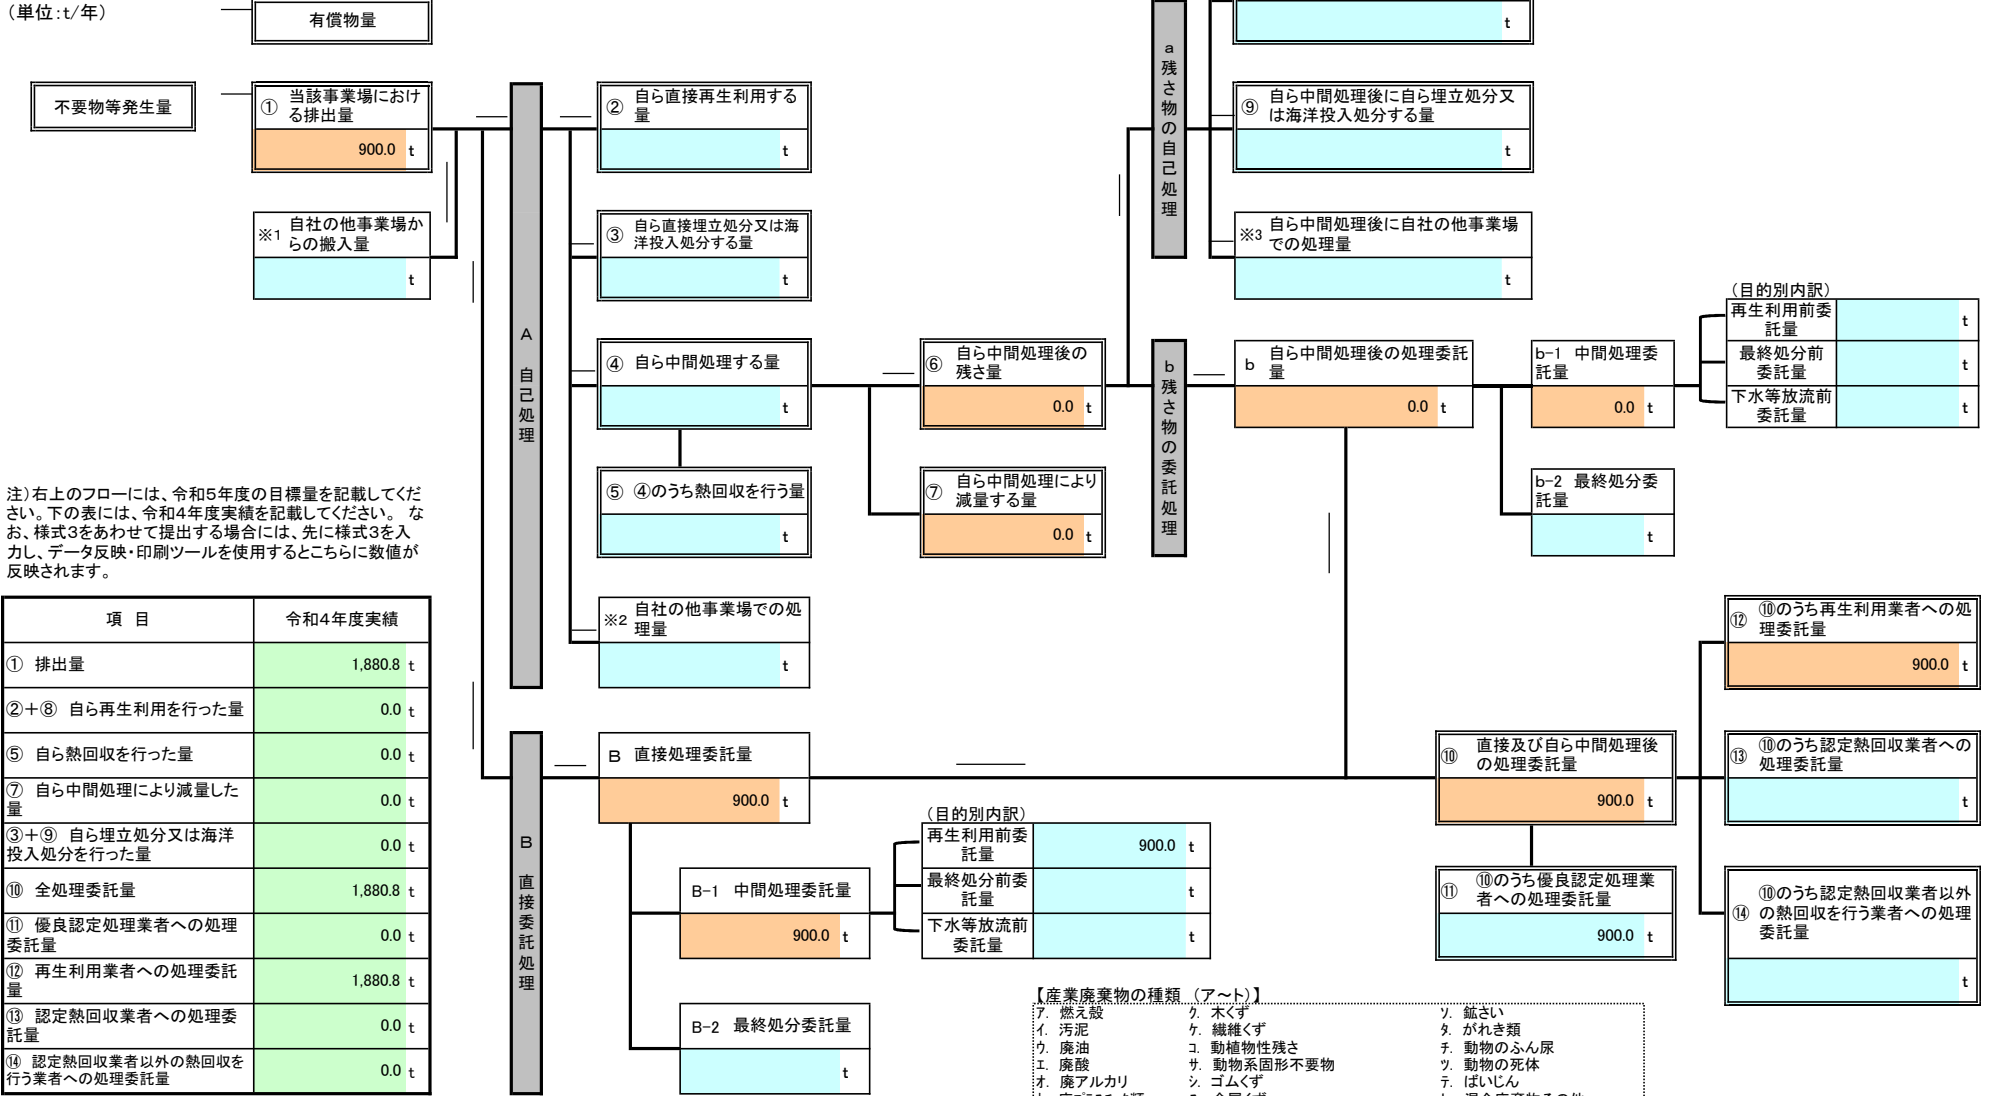 (単位:t/年)
有償物量
不要物等発生量
① 当該事業場におけ
る排出量
900.0 t
※1 自社の他事業場か
らの搬入量
t
A 自己処理
② 自ら直接再生利用する
量
t
③ 自ら直接埋立処分又は海
洋投入処分する量
t
④ 自ら中間処理する量
t
⑤ ④のうち熱回収を行う量
t
※2 自社の他事業場での処
理量
t
⑥ 自ら中間処理後の
残さ量
0.0 t
⑦ 自ら中間処理により
減量する量
0.0 t
a 残さ物の自己処理
t
⑨ 自ら中間処理後に自ら埋立処分又
は海洋投入処分する量
t
※3 自ら中間処理後に自社の他事業場
での処理量
t
b 残さ物の委託処理
b 自ら中間処理後の処理委託
量
0.0 t
b-1 中間処理委
託量
0.0 t
b-2 最終処分委
託量
t
(目的別内訳)
再生利用前委
託量
t
最終処分前
委託量
t
下水等放流前
委託量
t
注)右上のフローには、令和5年度の目標量を記載してくだ
さい。下の表には、令和4年度実績を記載してください。 な
お、様式3をあわせて提出する場合には、先に様式3を入
力し、データ反映・印刷ツールを使用するとこちらに数値が
反映されます。
項 目 令和4年度実績
① 排出量 1,880.8 t
②+⑧ 自ら再生利用を行った量 0.0 t
⑤ 自ら熱回収を行った量 0.0 t
⑦ 自ら中間処理により減量した
量 0.0 t
③+⑨ 自ら埋立処分又は海洋
投入処分を行った量 0.0 t
⑩ 全処理委託量 1,880.8 t
⑪ 優良認定処理業者への処理
委託量 0.0 t
⑫ 再生利用業者への処理委託
量 1,880.8 t
⑬ 認定熱回収業者への処理委
託量 0.0 t
⑭ 認定熱回収業者以外の熱回収を
行う業者への処理委託量 0.0 t
B 直接委託処理
B 直接処理委託量
900.0 t
B-1 中間処理委託量
900.0 t
B-2 最終処分委託量
t
(目的別内訳)
再生利用前委
託量
900.0 t
最終処分前委
託量
t
下水等放流前
委託量
t
⑩ 直接及び自ら中間処理後
の処理委託量
900.0 t
⑪ ⑩のうち優良認定処理業
者への処理委託量
900.0 t
⑫ ⑩のうち再生利用業者への処
理委託量
900.0 t
⑬ ⑩のうち認定熱回収業者への
処理委託量
t
⑭ ⑩のうち認定熱回収業者以外
の熱回収を行う業者への処理
委託量
t
【産業廃棄物の種類 (ア~ト)】
ア. 燃え殻 ク. 木くず ソ. 鉱さい
イ. 汚泥 ケ. 繊維くず タ. がれき類
ウ. 廃油 コ. 動植物性残さ チ. 動物のふん尿
エ. 廃酸 サ. 動物系固形不要物 ツ. 動物の死体
オ. 廃アルカリ シ. ゴムくず テ. ばいじん